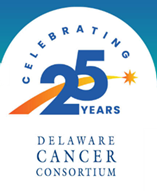 CELEBRATING
25
YEARS
DELAWARE
CANCER
CONSORTIUM